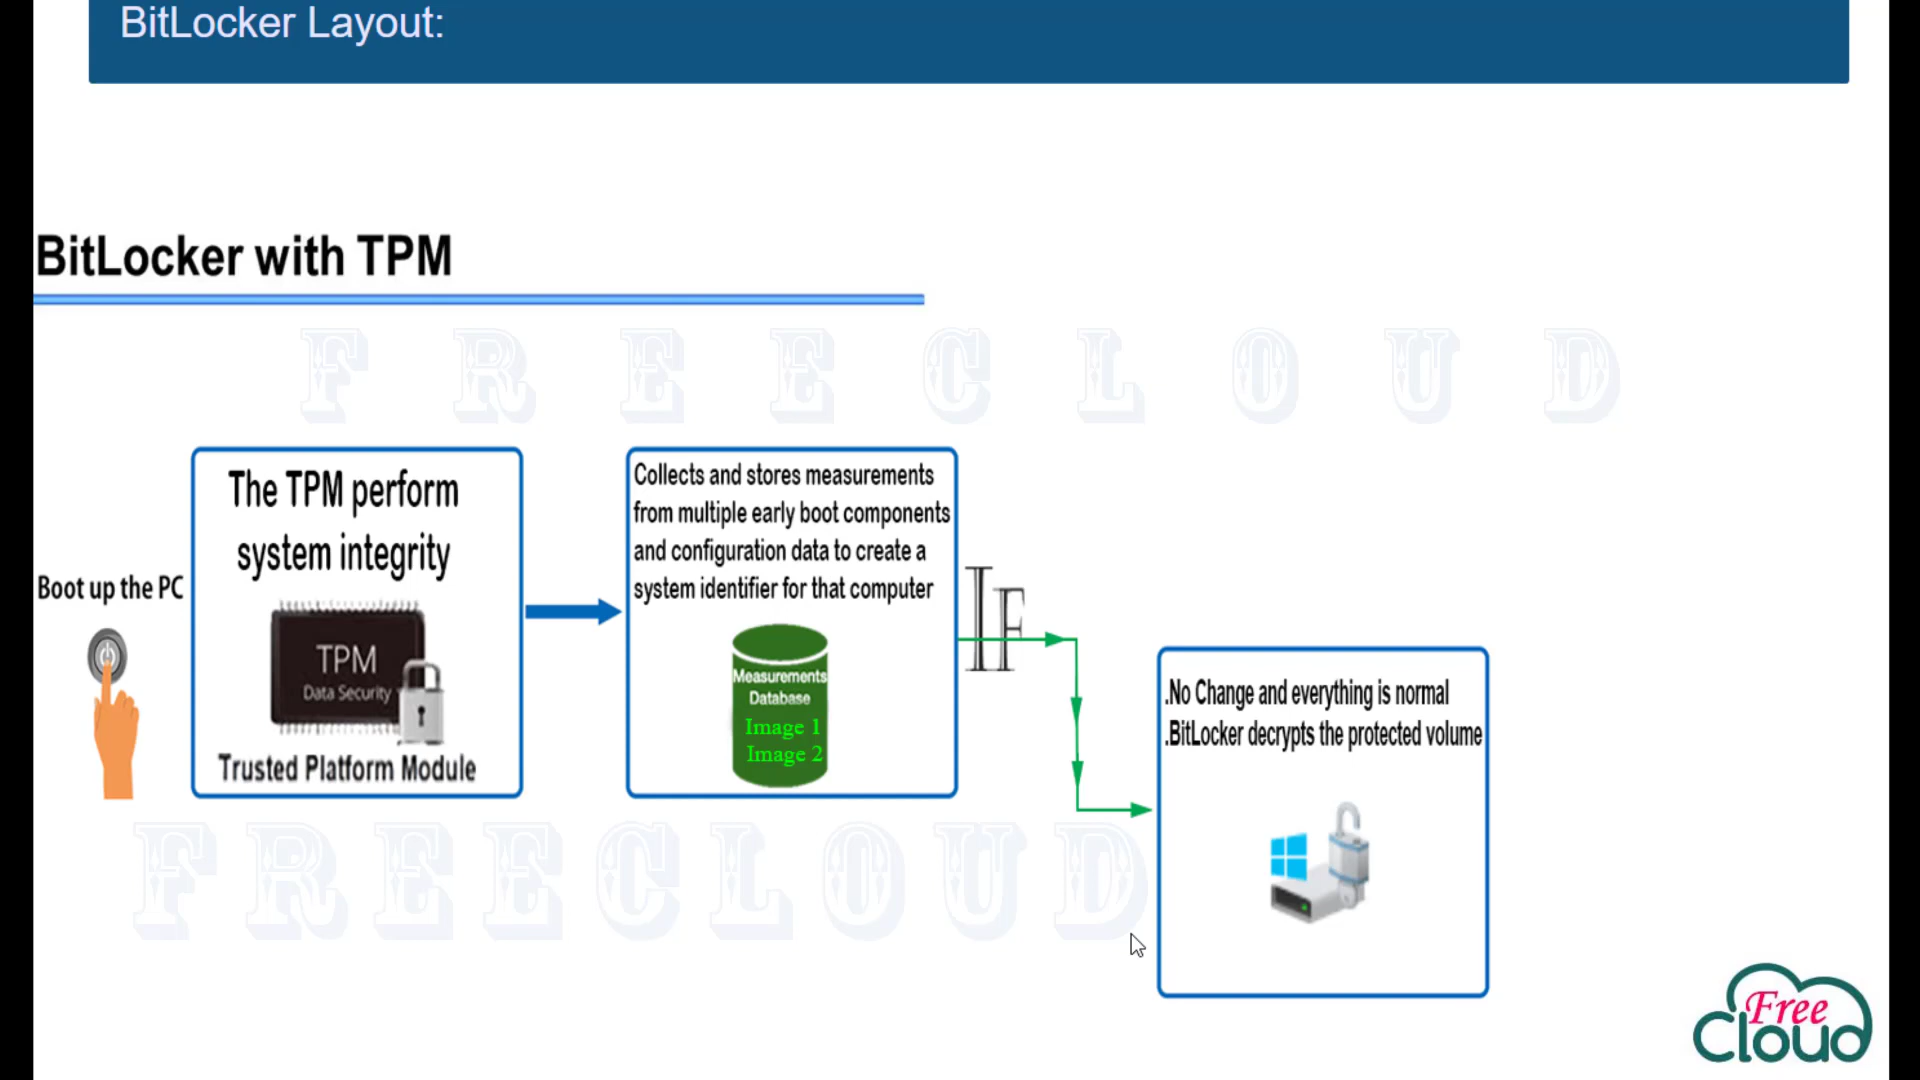 BitLocker Layout:
BitLocker with TPM
FREECLOUD
The TPM perform
system integrity
Boot up the PC
TPM
Data Security
Trusted Platform Module
Collects and stores measurements
from multiple early boot components
and configuration data to create a
system identifier for that computer
Measurements
Database
Image 1
Image 2
IF
.No Change and everything is normal
.BitLocker decrypts the protected volume
FREECLOUD
Free
Cloud